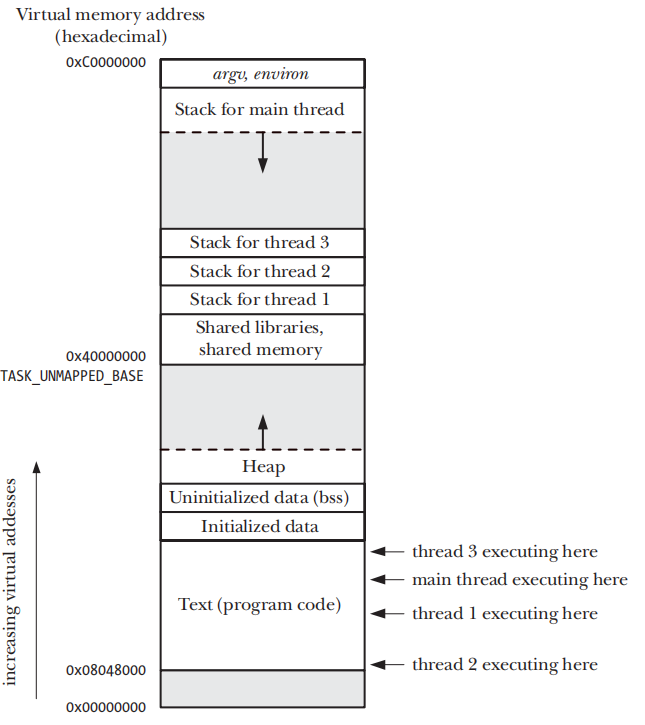 Virtual memory address
(hexadecimal)
0xC0000000
argv, environ
Stack for main thread
Stack for thread 3
Stack for thread 2
Stack for thread 1
Shared libraries,
shared memory
0x40000000
TASK_UNMAPPED_BASE
Heap
Uninitialized data (bss)
Initialized data
thread 3 executing here
main thread executing here
Text (program code)
thread 1 executing here
thread 2 executing here
0x08048000
0x00000000
increasing virtual addesses